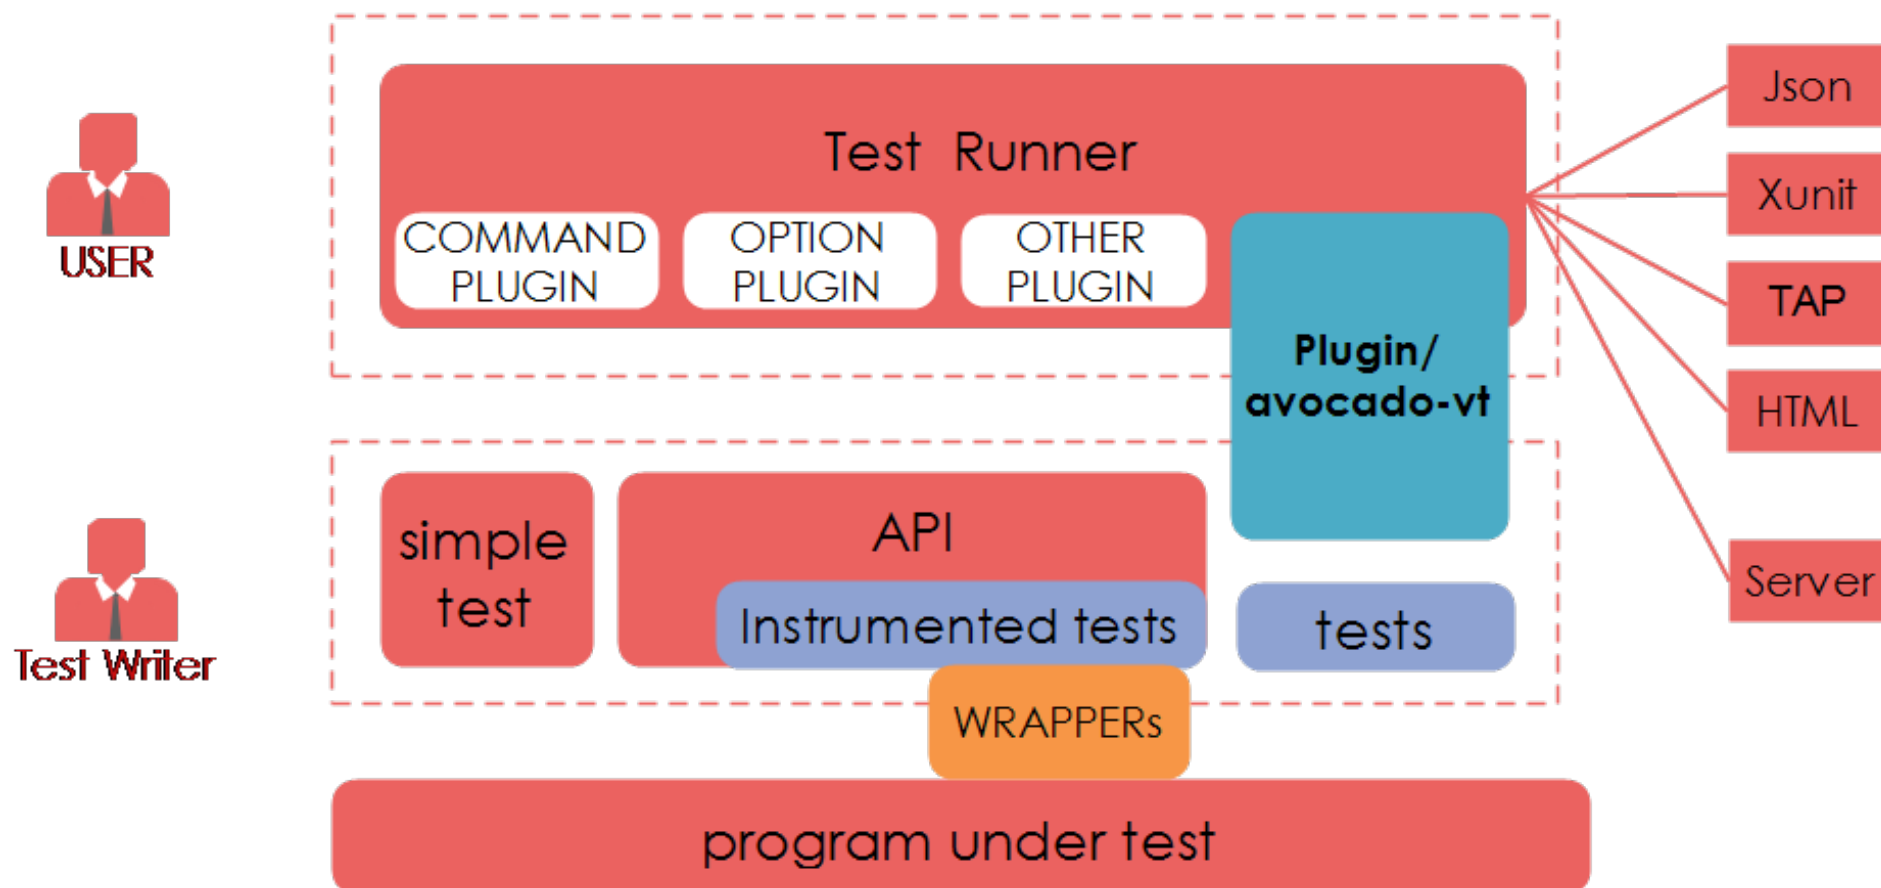 Test Runner
COMMAND
PLUGIN
OPTION
PLUGIN
OTHER
PLUGIN
Plugin/
avocado-vt
USER
Json
Xunit
TAP
HTML
Server
simple
test
API
Instrumented tests
tests
Test Writer
WRAPPERs
program under test